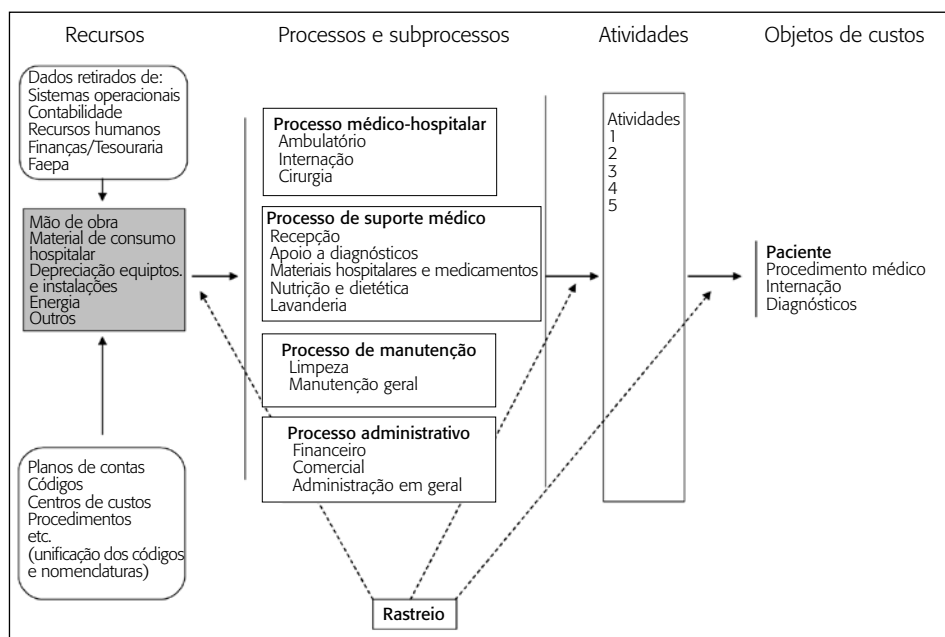 Recursos
Processos e subprocessos
Atividades
Objetos de custos
Dados retirados de:
Sistemas operacionais
Contabilidade
Recursos humanos
Finanças/Tesouraria
Faepa
Mão de obra
Material de consumo
hospitalar
Depreciação equiptos.
e instalações
Energia
Outros
Planos de contas
Códigos
Centros de custos
Procedimentos
etc.
(unificação dos códigos
e nomenclaturas)
Processo médico-hospitalar
Ambulatório
Internação
Cirurgia
Processo de suporte médico
Recepção
Apoio a diagnósticos
Materiais hospitalares e medicamentos
Nutrição e dietética
Lavanderia
Processo de manutenção
Limpeza
Manutenção geral
Processo administrativo
Financeiro
Comercial
Administração em geral
Atividades
1
2
3
4
5
Paciente
Procedimento médico
Internação
Diagnósticos
Rastreio